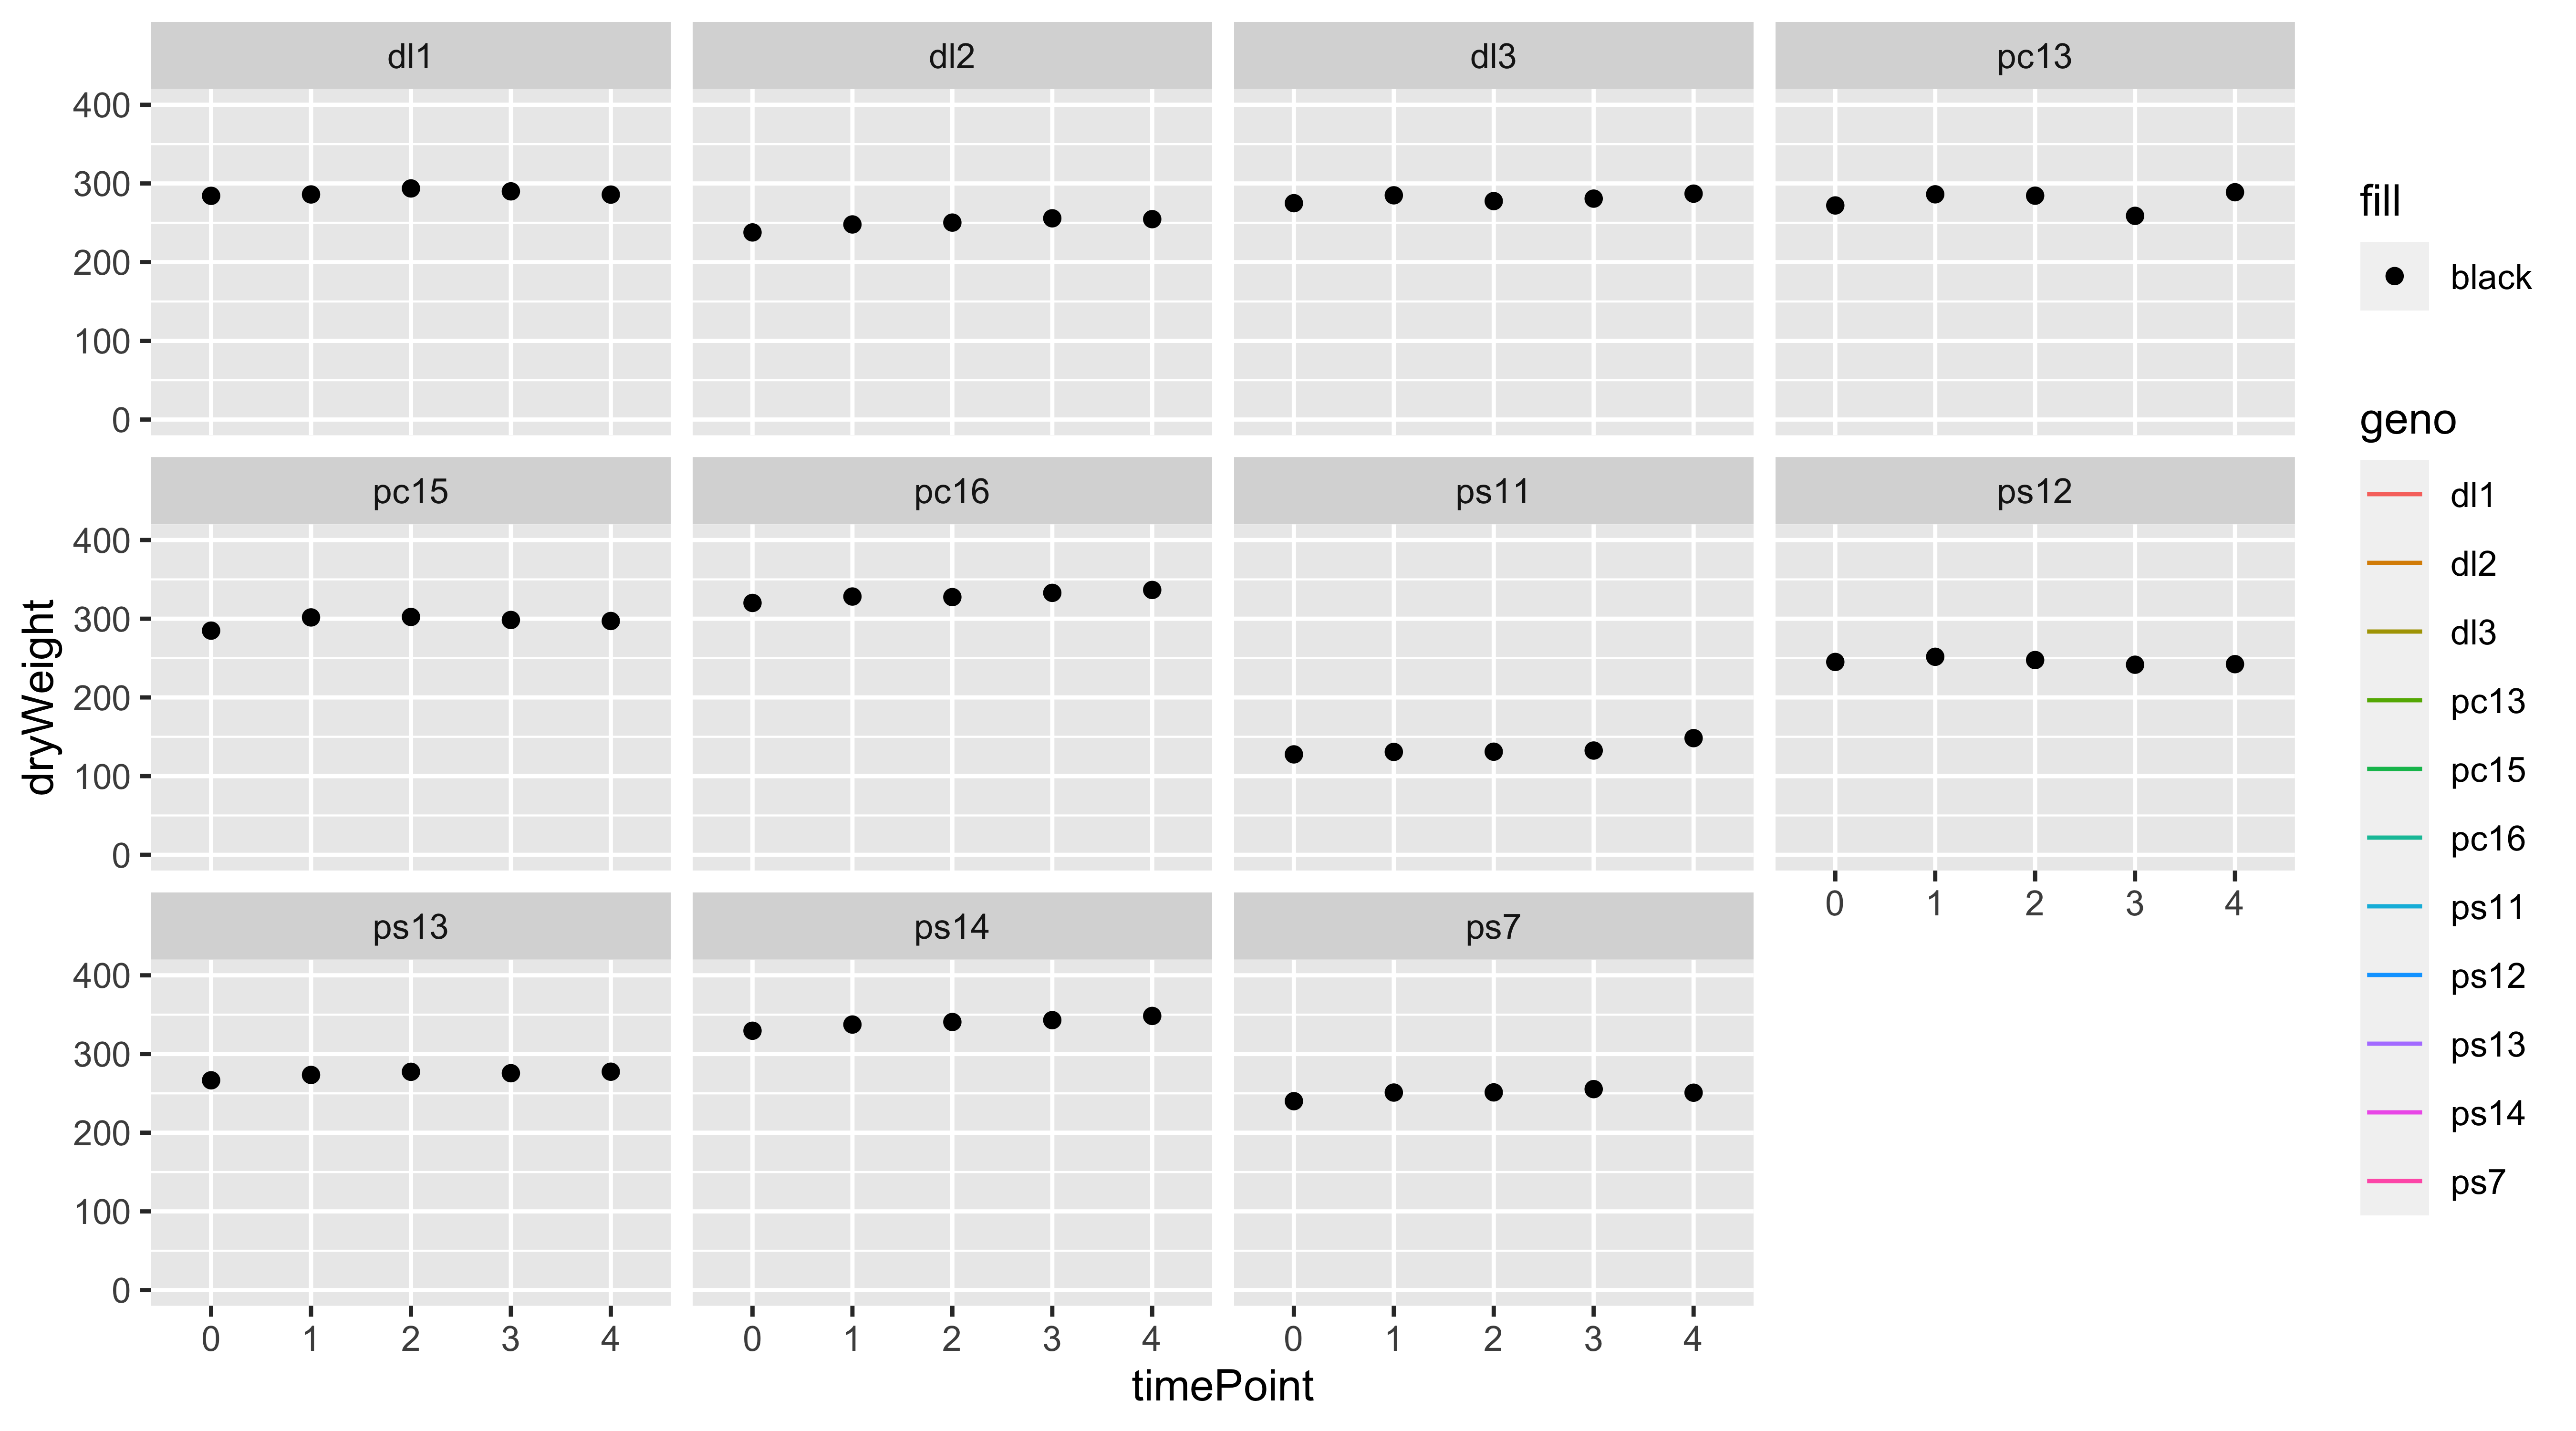 dl1 dl2 dl3 pc13
400
300
200
100
0
pc15 pc16 ps11 ps12
400
300
200
100
0
0 1 2 3 4
ps13 ps14 ps7
400
300
200
100
0
0 1 2 3 4 0 1 2 3 4 0 1 2 3 4
timePoint
dryWeight
fill
black
geno
dl1
dl2
dl3
pc13
pc15
pc16
ps11
ps12
ps13
ps14
ps7